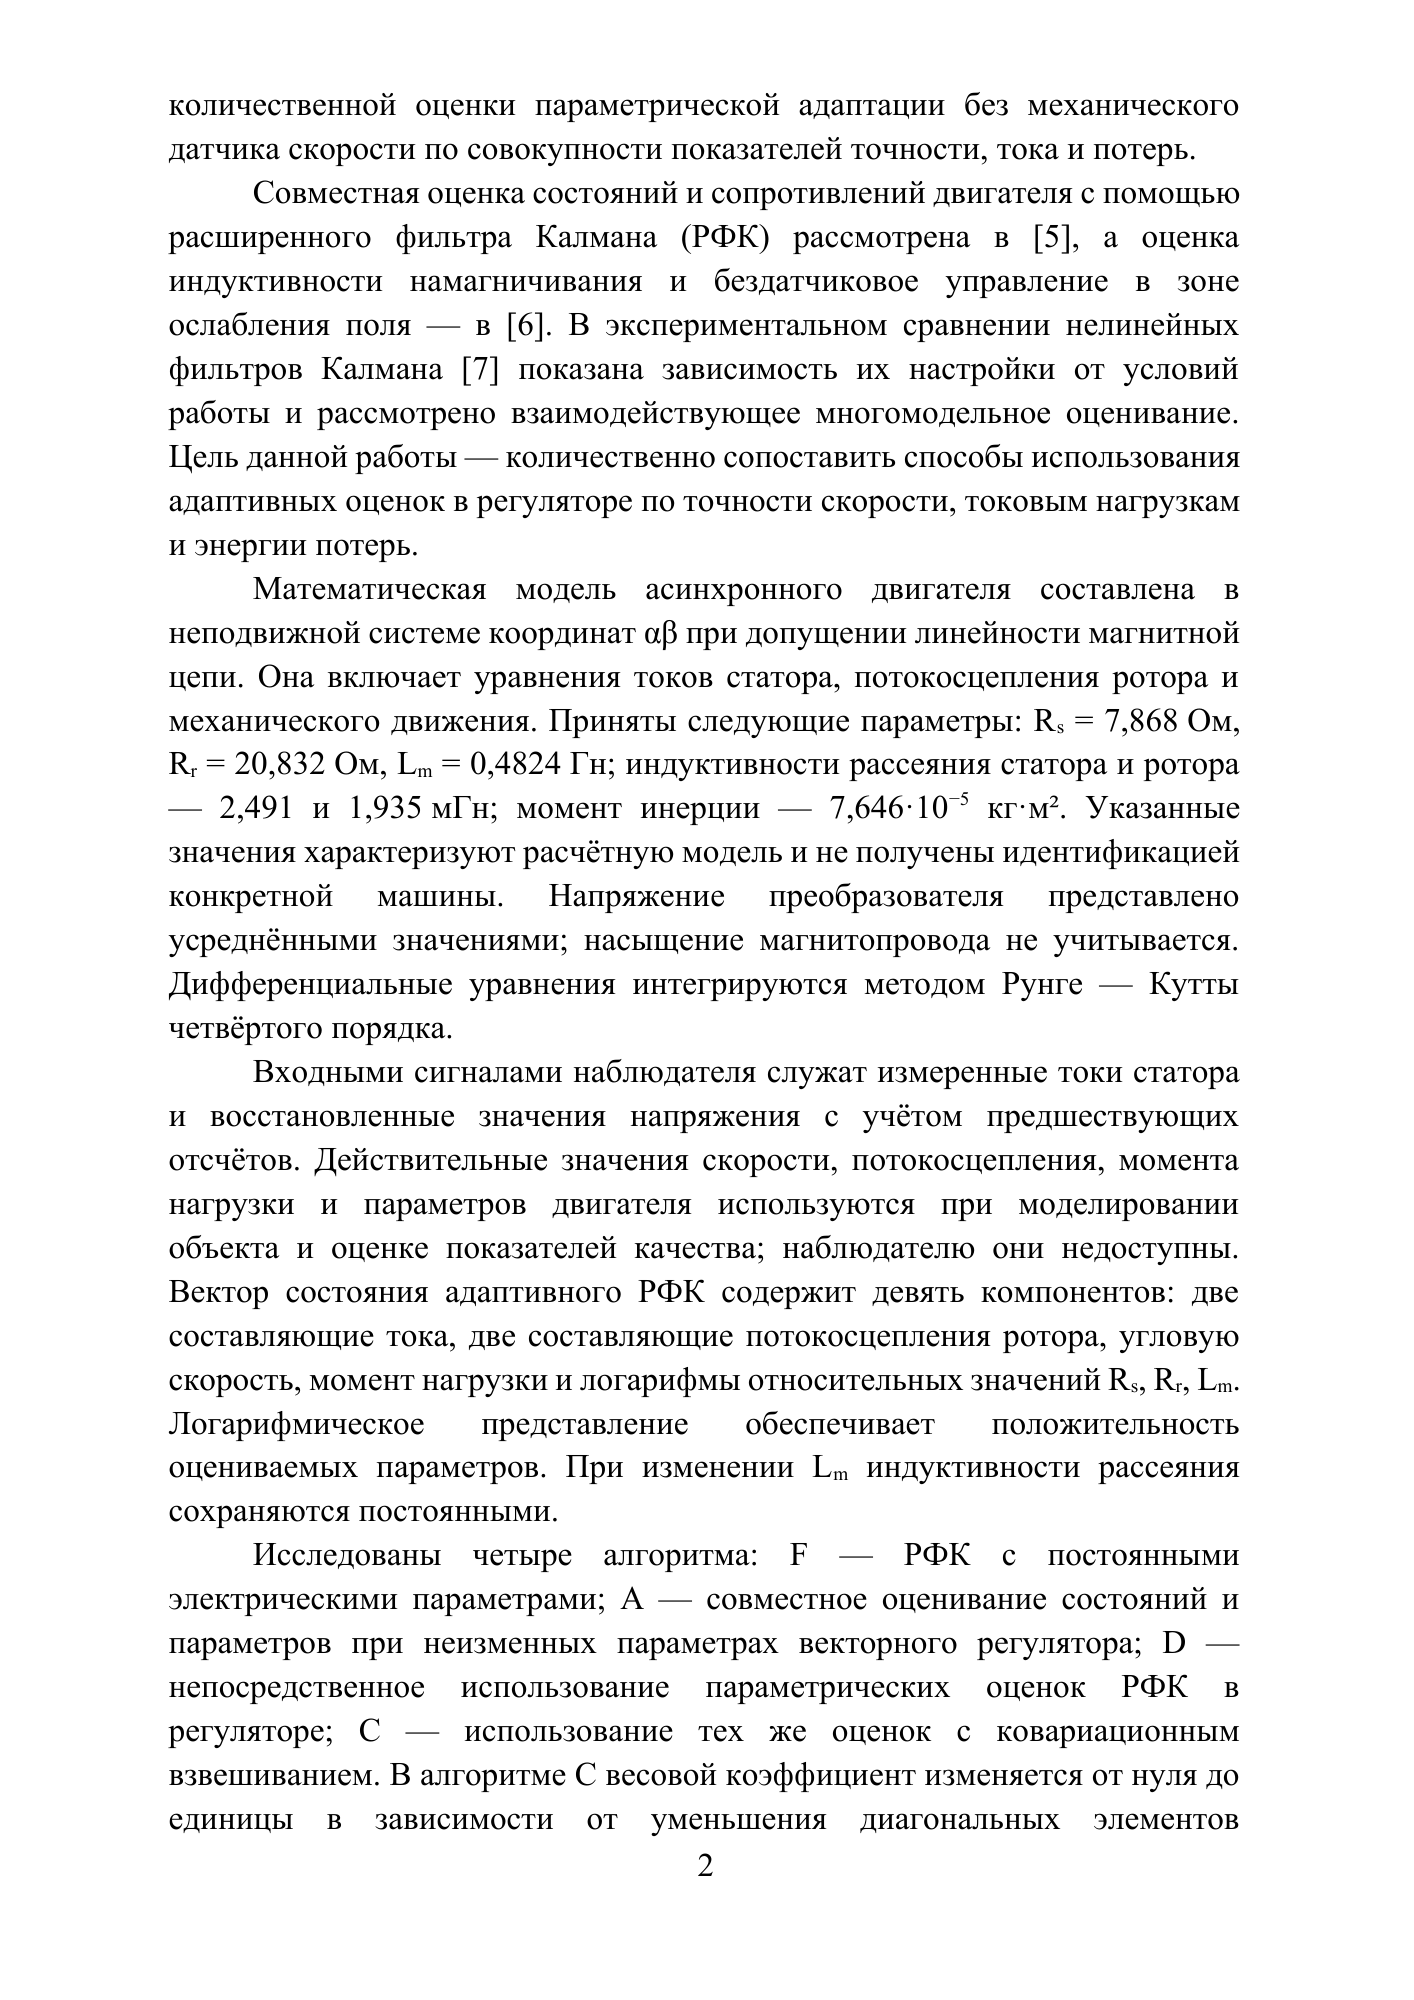 количественной оценки параметрической адаптации без механического
датчика скорости по совокупности показателей точности, тока и потерь.
Совместная оценка состояний и сопротивлений двигателя с помощью
расширенного фильтра Калмана (РФК) рассмотрена в [5], а оценка
индуктивности намагничивания и бездатчиковое управление в зоне
ослабления поля — в [6]. В экспериментальном сравнении нелинейных
фильтров Калмана [7] показана зависимость их настройки от условий
работы и рассмотрено взаимодействующее многомодельное оценивание.
Цель данной работы — количественно сопоставить способы использования
адаптивных оценок в регуляторе по точности скорости, токовым нагрузкам
и энергии потерь.
Математическая модель асинхронного двигателя составлена в
неподвижной системе координат αβ при допущении линейности магнитной
цепи. Она включает уравнения токов статора, потокосцепления ротора и
механического движения. Приняты следующие параметры: Rₛ = 7,868 Ом,
Rᵣ = 20,832 Ом, Lₘ = 0,4824 Гн; индуктивности рассеяния статора и ротора
— 2,491 и 1,935 мГн; момент инерции — 7,646·10⁻⁵ кг·м². Указанные
значения характеризуют расчётную модель и не получены идентификацией
конкретной машины. Напряжение преобразователя представлено
усреднёнными значениями; насыщение магнитопровода не учитывается.
Дифференциальные уравнения интегрируются методом Рунге — Кутты
четвёртого порядка.
Входными сигналами наблюдателя служат измеренные токи статора
и восстановленные значения напряжения с учётом предшествующих
отсчётов. Действительные значения скорости, потокосцепления, момента
нагрузки и параметров двигателя используются при моделировании
объекта и оценке показателей качества; наблюдателю они недоступны.
Вектор состояния адаптивного РФК содержит девять компонентов: две
составляющие тока, две составляющие потокосцепления ротора, угловую
скорость, момент нагрузки и логарифмы относительных значений Rₛ, Rᵣ, Lₘ.
Логарифмическое представление обеспечивает положительность
оцениваемых параметров. При изменении Lₘ индуктивности рассеяния
сохраняются постоянными.
Исследованы четыре алгоритма: F — РФК с постоянными
электрическими параметрами; A — совместное оценивание состояний и
параметров при неизменных параметрах векторного регулятора; D —
непосредственное использование параметрических оценок РФК в
регуляторе; C — использование тех же оценок с ковариационным
взвешиванием. В алгоритме C весовой коэффициент изменяется от нуля до
единицы в зависимости от уменьшения диагональных элементов
2